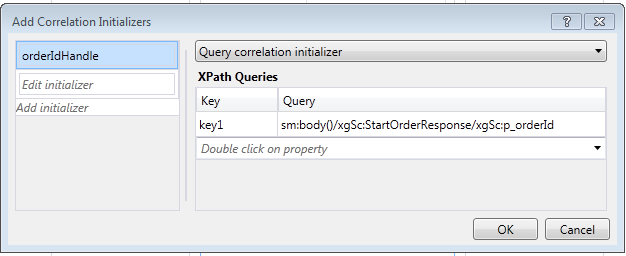 Add Correlation Initializers
orderIdHandle
Edit initializer
Add initializer
Query correlation initializer
XPath Queries
Key Query
key1 sm:body()/xgSc:StartOrderResponse/xgSc:p_orderId
Double click on property
OK Cancel